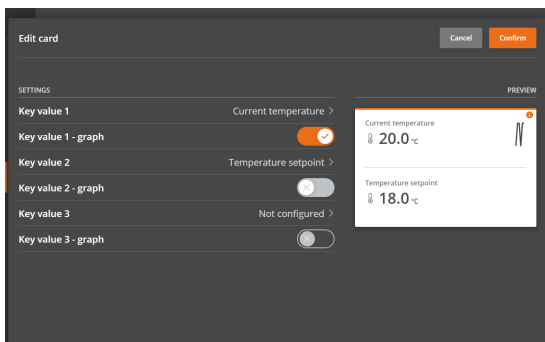 Edit card
Cancel
Confirm
SETTINGS
PREVIEW
Key value 1
Current temperature >
Key value 1 - graph
Key value 2
Temperature setpoint >
Key value 2 - graph
Key value 3
Not configured >
Key value 3 - graph
Current temperature
20.0 °C
Temperature setpoint
18.0 °C